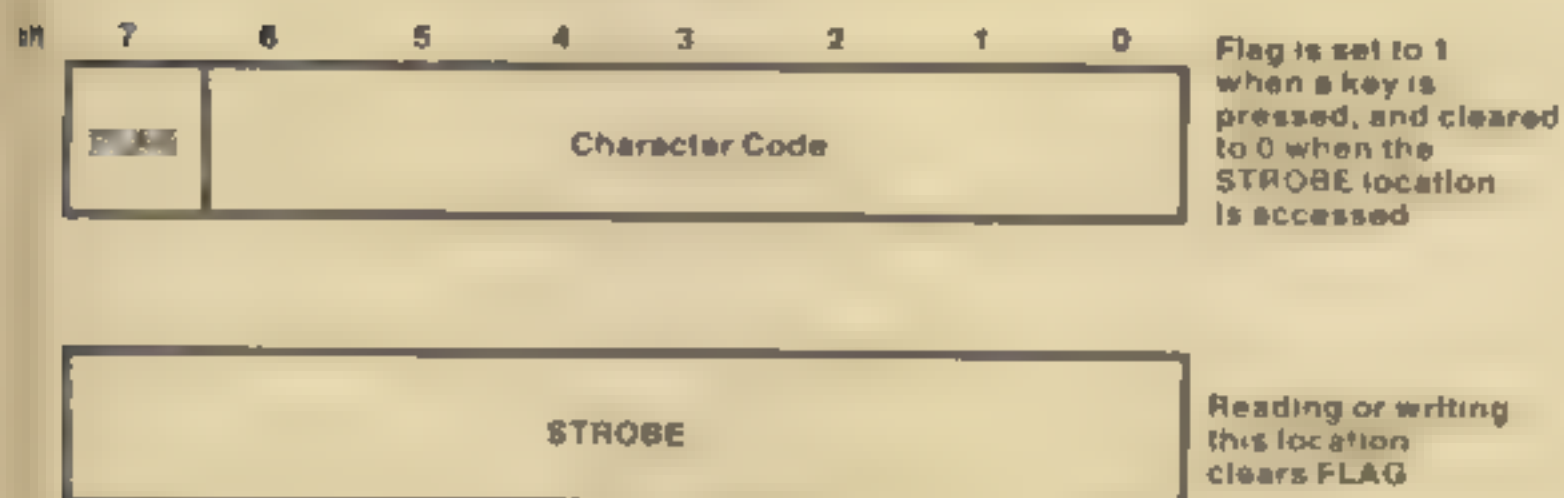 7 6 5 4 3 2 1 0
Character Code
Flag is set to 1
when a key is
pressed, and cleared
to 0 when the
STROBE location
is accessed
STROBE
Reading or writing
this location
clears FLAG